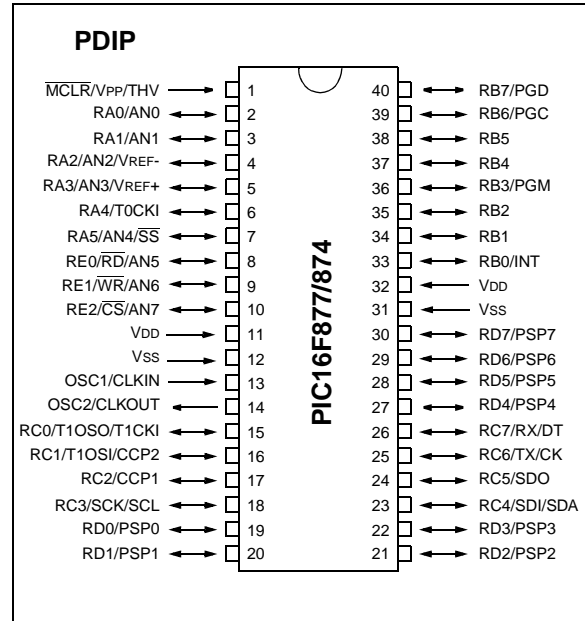 PDIP
MCLR/VPP/THV 1 40 RB7/PGD
RA0/AN0 2 39 RB6/PGC
RA1/AN1 3 38 RB5
RA2/AN2/VREF- 4 37 RB4
RA3/AN3/VREF+ 5 36 RB3/PGM
RA4/T0CKI 6 35 RB2
RA5/AN4/SS 7 34 RB1
RE0/RD/AN5 8 33 RB0/INT
RE1/WR/AN6 9 32 VDD
RE2/CS/AN7 10 31 VSS
VDD 11 30 RD7/PSP7
VSS 12 29 RD6/PSP6
OSC1/CLKIN 13 28 RD5/PSP5
OSC2/CLKOUT 14 27 RD4/PSP4
RC0/T1OSO/T1CKI 15 26 RC7/RX/DT
RC1/T1OSI/CCP2 16 25 RC6/TX/CK
RC2/CCP1 17 24 RC5/SDO
RC3/SCK/SCL 18 23 RC4/SDI/SDA
RD0/PSP0 19 22 RD3/PSP3
RD1/PSP1 20 21 RD2/PSP2
PIC16F877/874